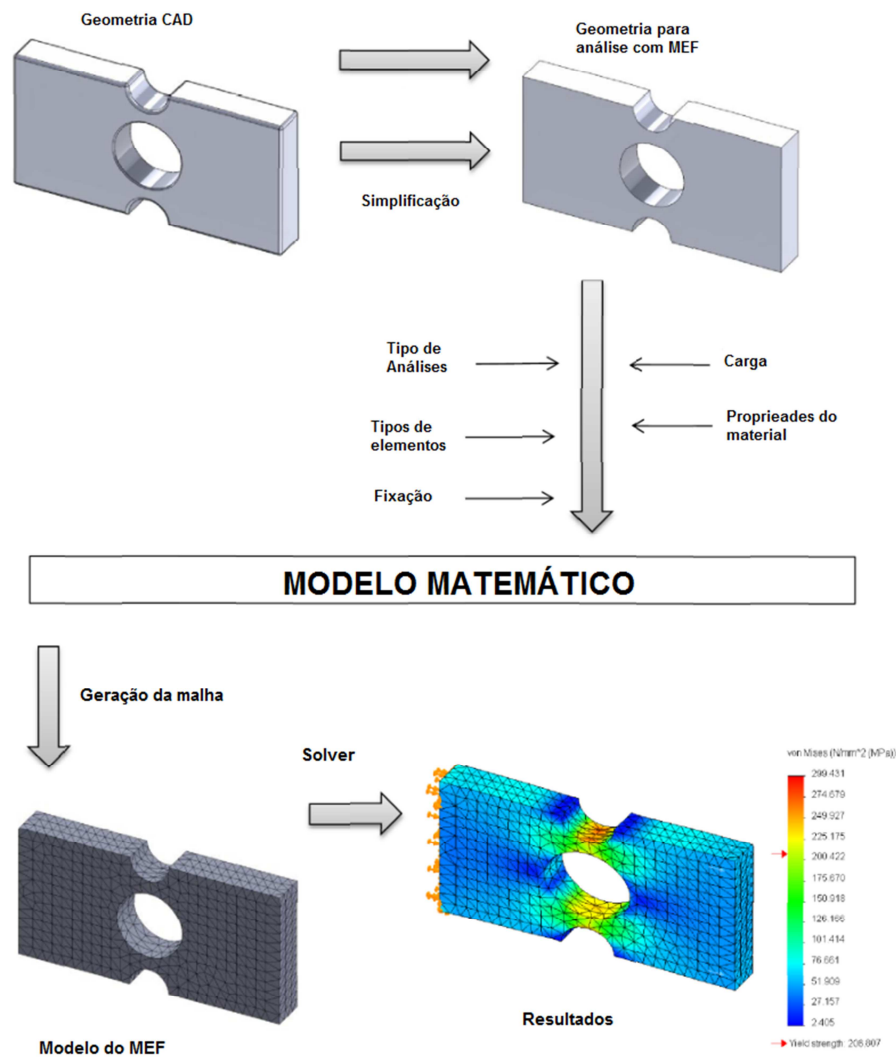 Geometria CAD
Geometria para
análise com MEF
Simplificação
Tipo de
Análises
Carga
Tipos de
elementos
Proprieades do
material
Fixação
MODELO MATEMÁTICO
Geração da malha
Solver
von Mises (N/mm^2 (MPa))
299.431
274.679
249.927
225.175
200.422
175.670
150.918
126.166
101.414
76.661
51.909
27.157
2.405
Yield strength: 206.807
Modelo do MEF
Resultados